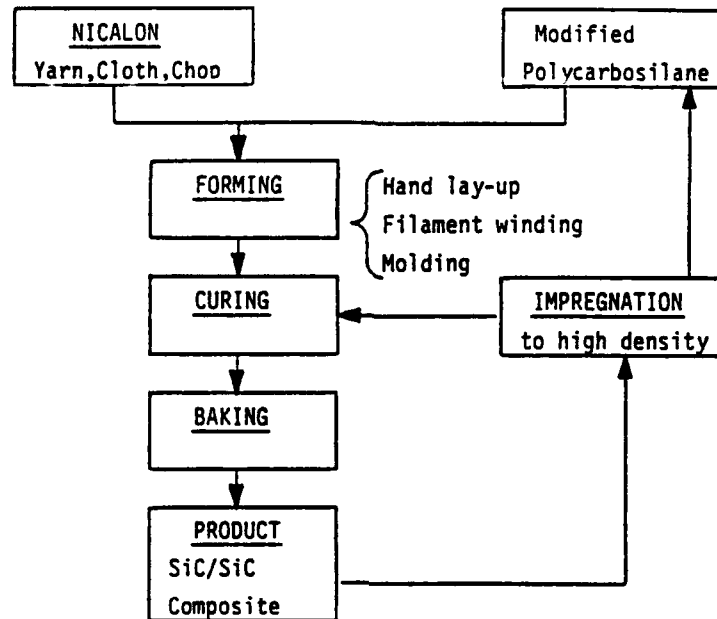 NICALON
Yarn,Cloth,Chop
Modified
Polycarbosilane
FORMING
Hand lay-up
Filament winding
Molding
CURING
IMPREGNATION
to high density
BAKING
PRODUCT
SiC/SiC
Composite